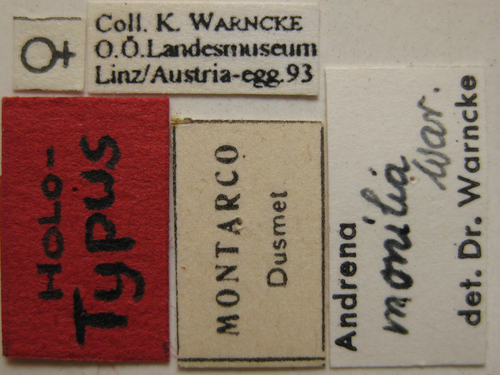 ♀
Coll. K. WARNCKE
O.Ö.Landesmuseum
Linz/Austria-egg.93
HOLO-
TYPUS
MONTARCO
Dusmet
Andrena
monilia
War.
det. Dr. Warncke